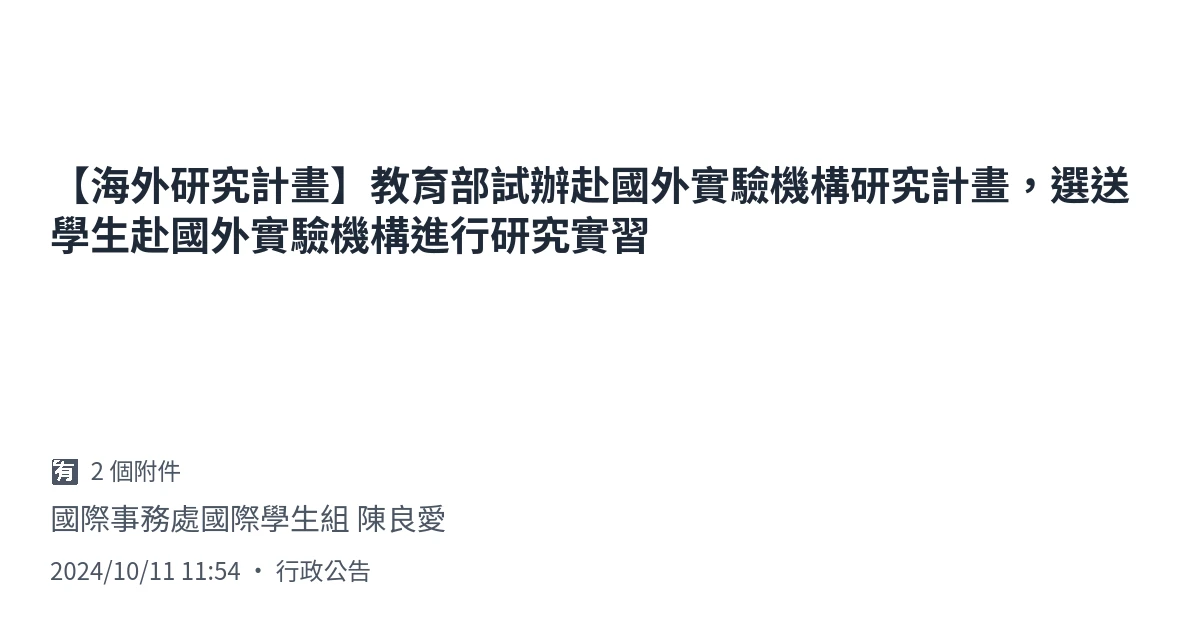 【海外研究計畫】教育部試辦赴國外實驗機構研究計畫，選送
學生赴國外實驗機構進行研究實習
有 2 個附件
國際事務處國際學生組 陳良愛
2024/10/11 11:54 • 行政公告